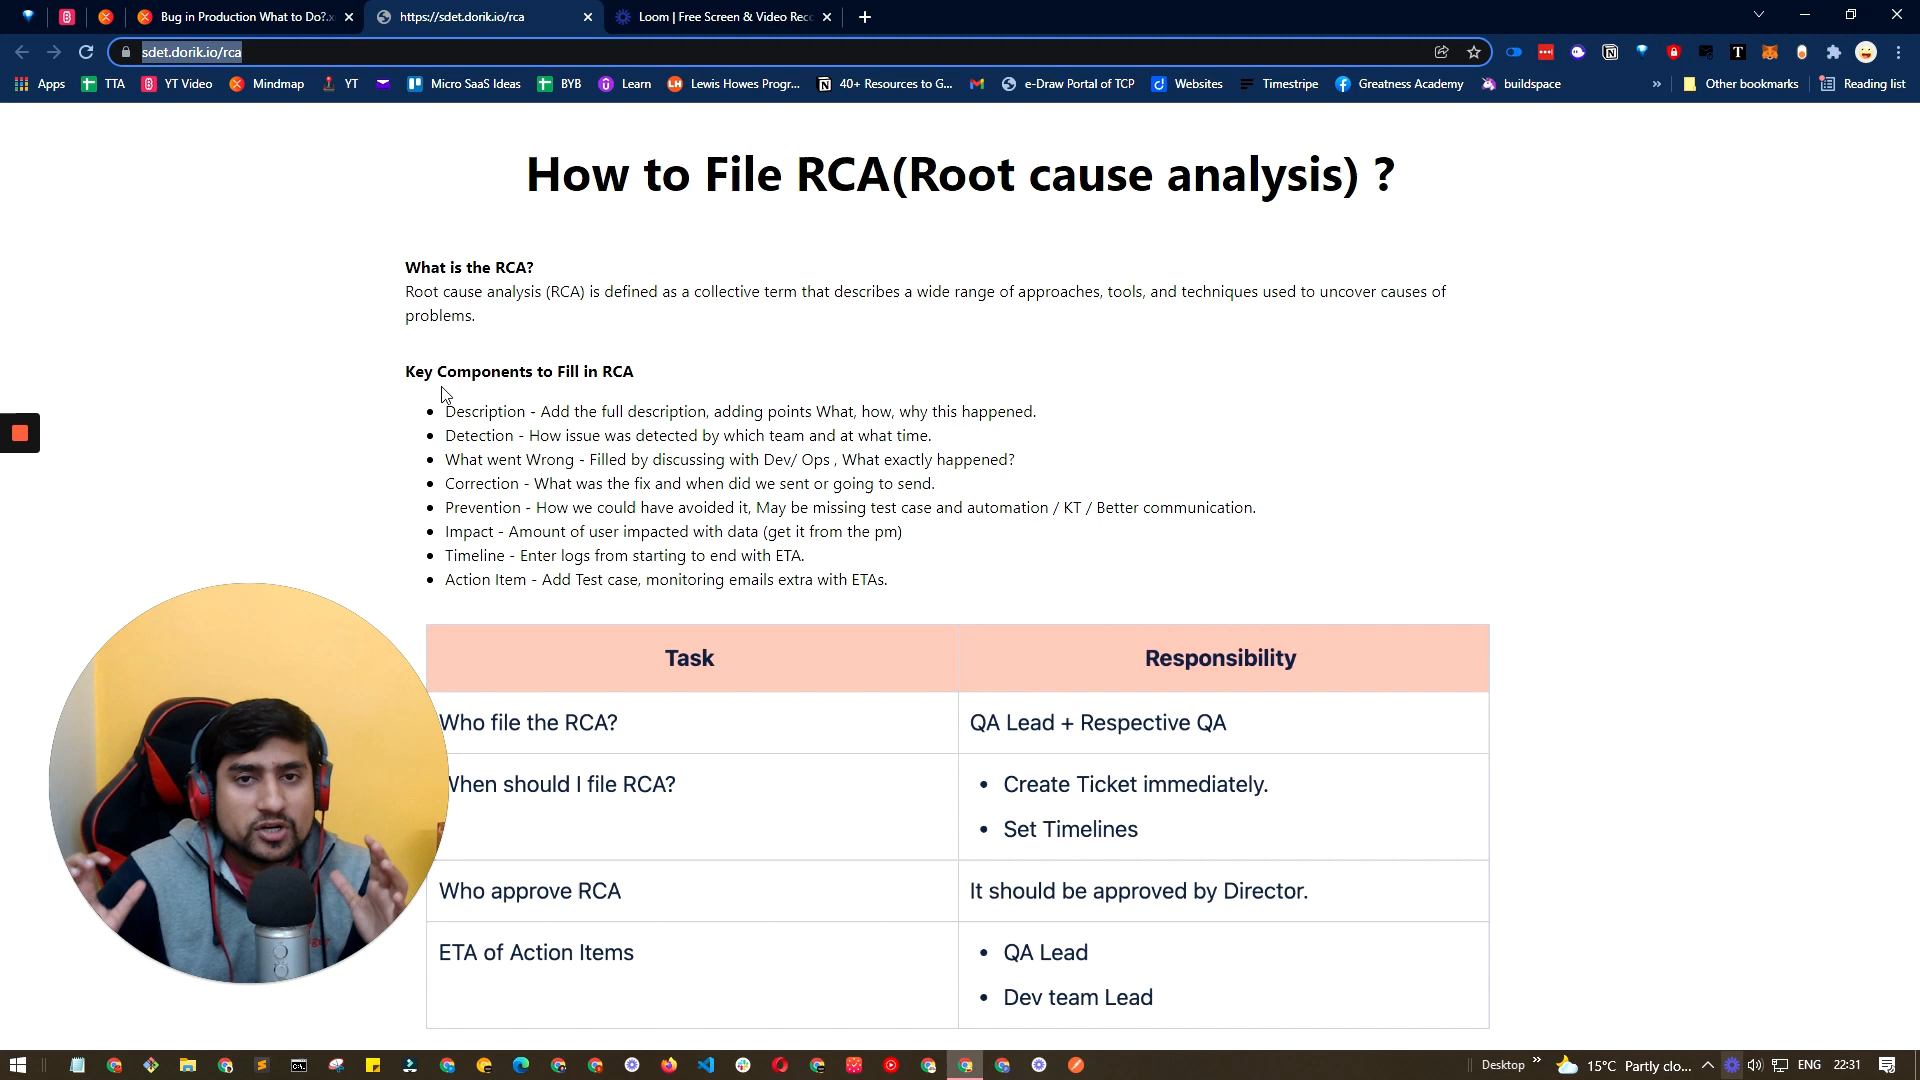 Bug in Production What to Do?.x
https://sdet.dorik.io/rca
Loom | Free Screen & Video Rec
sdet.dorik.io/rca
Apps
TTA
YT Video
Mindmap
YT
Micro SaaS Ideas
BYB
Learn
Lewis Howes Progr...
40+ Resources to G...
e-Draw Portal of TCP
Websites
Timestripe
Greatness Academy
buildspace
»
Other bookmarks
Reading list
How to File RCA(Root cause analysis) ?
What is the RCA?
Root cause analysis (RCA) is defined as a collective term that describes a wide range of approaches, tools, and techniques used to uncover causes of
problems.
Key Components to Fill in RCA
• Description - Add the full description, adding points What, how, why this happened.
• Detection - How issue was detected by which team and at what time.
• What went Wrong - Filled by discussing with Dev/ Ops , What exactly happened?
• Correction - What was the fix and when did we sent or going to send.
• Prevention - How we could have avoided it, May be missing test case and automation / KT / Better communication.
• Impact - Amount of user impacted with data (get it from the pm)
• Timeline - Enter logs from starting to end with ETA.
• Action Item - Add Test case, monitoring emails extra with ETAs.
Task
Responsibility
Who file the RCA?
QA Lead + Respective QA
When should I file RCA?
• Create Ticket immediately.
• Set Timelines
Who approve RCA
It should be approved by Director.
ETA of Action Items
• QA Lead
• Dev team Lead
Desktop
»
15°C Partly clo...
ENG
22:31